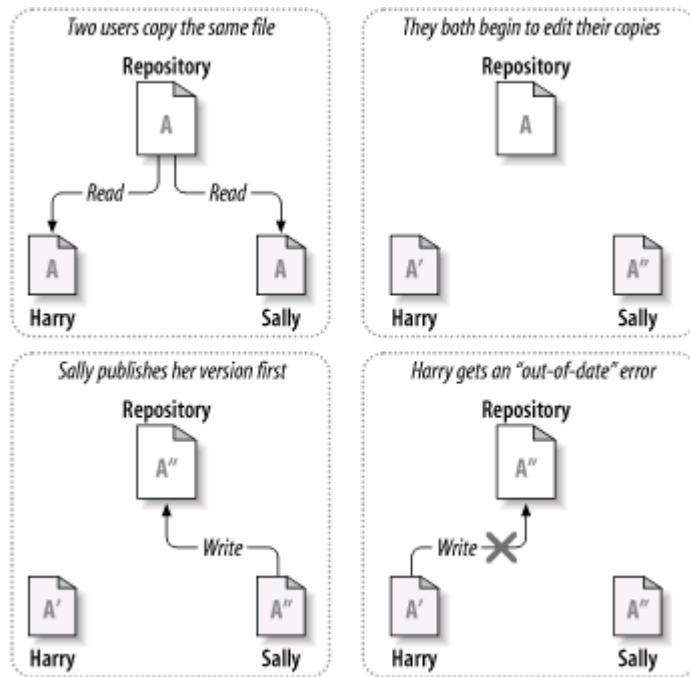 Two users copy the same file
Repository
A
Read
Read
A
A
Harry
Sally
They both begin to edit their copies
Repository
A
A′
A″
Harry
Sally
Sally publishes her version first
Repository
A″
Write
A′
A″
Harry
Sally
Harry gets an “out-of-date” error
Repository
A″
Write
A′
A″
Harry
Sally